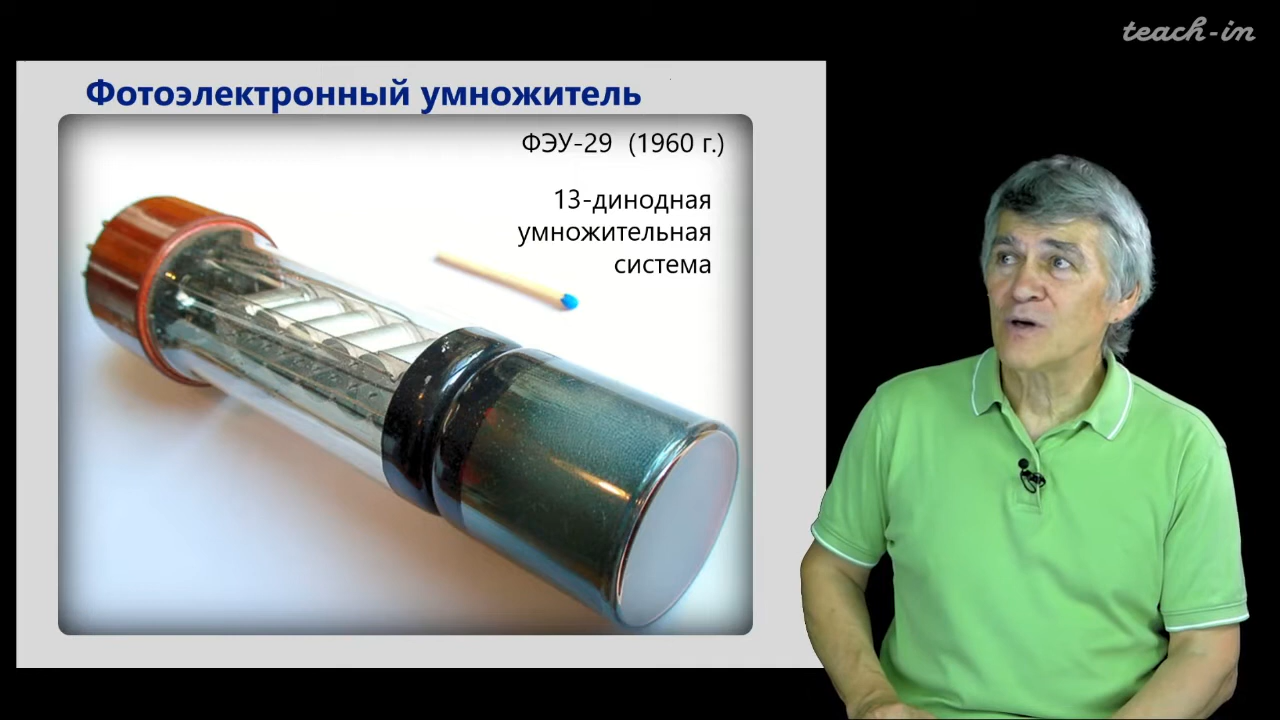 teach-in
Фотоэлектронный умножитель
ФЭУ-29 (1960 г.)
13-динодная
умножительная
система